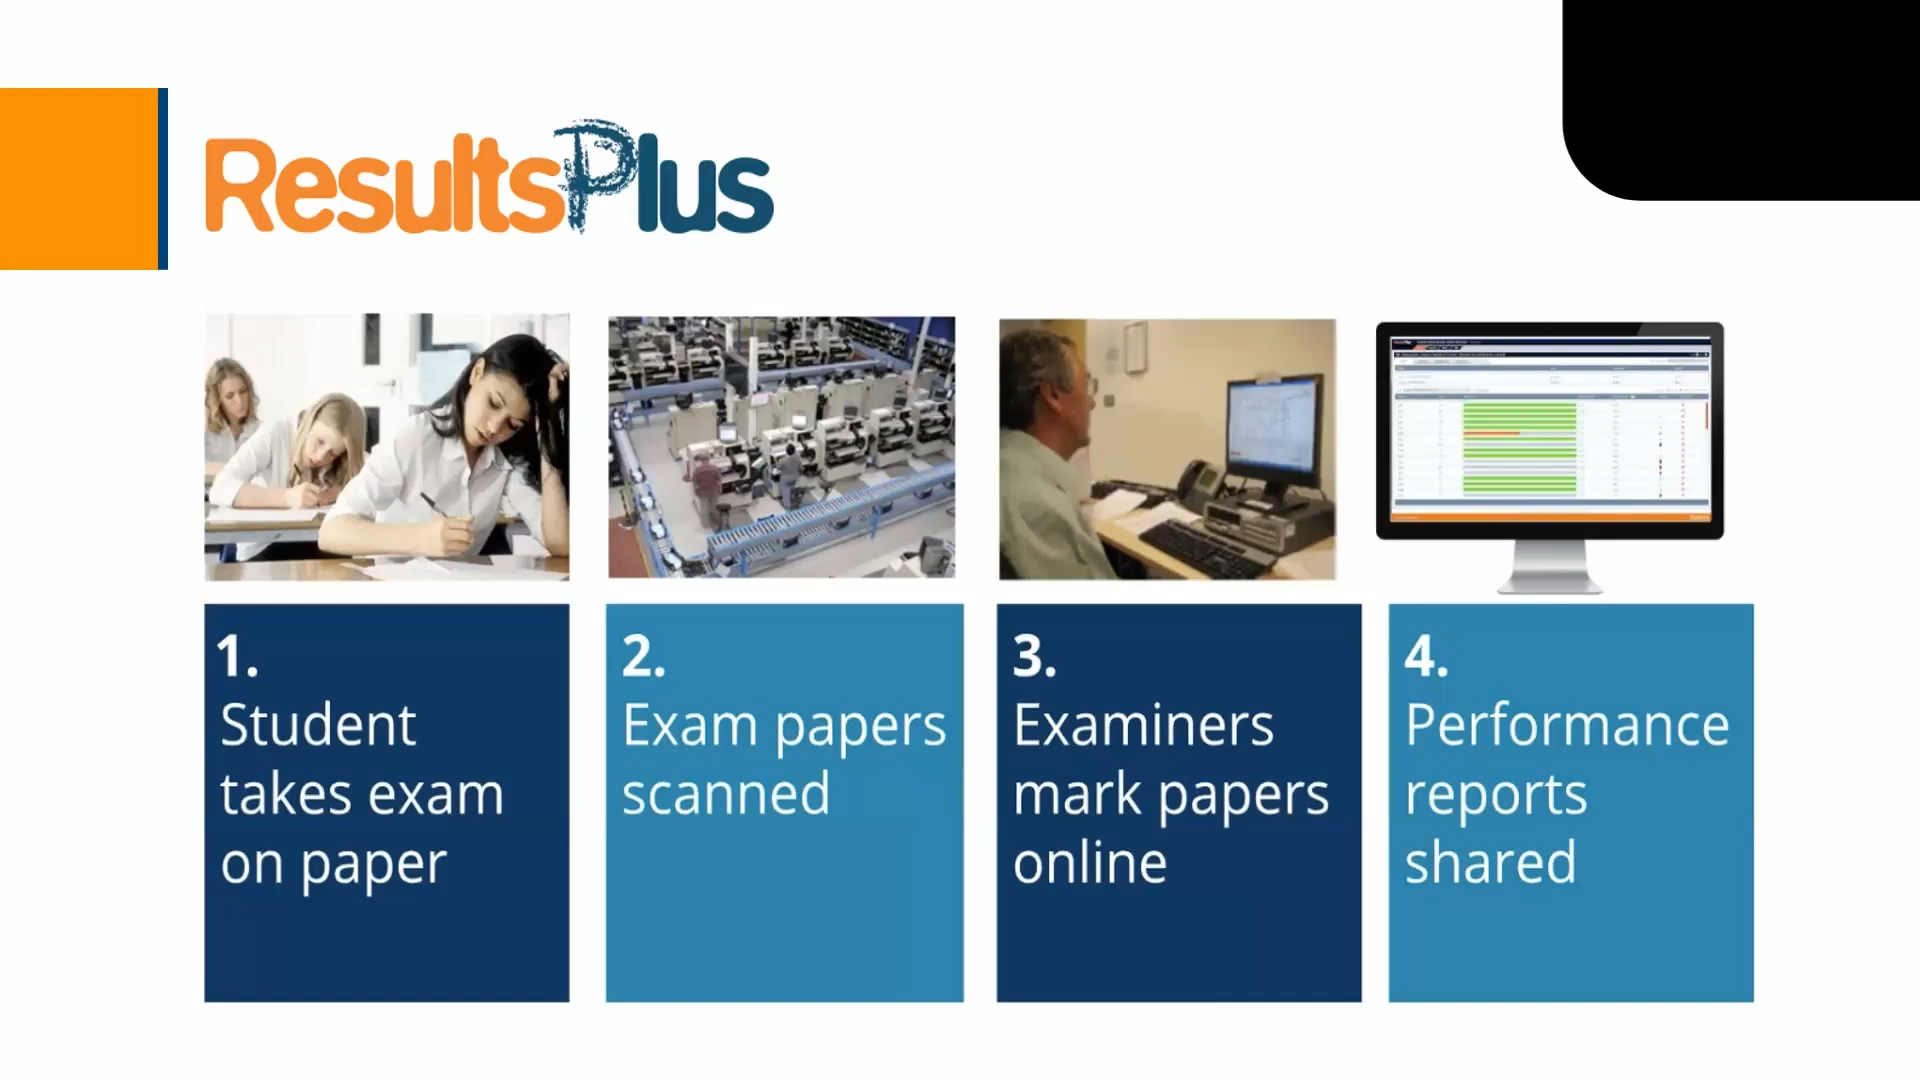 ResultsPlus
1.
Student
takes exam
on paper
2.
Exam papers
scanned
3.
Examiners
mark papers
online
4.
Performance
reports
shared